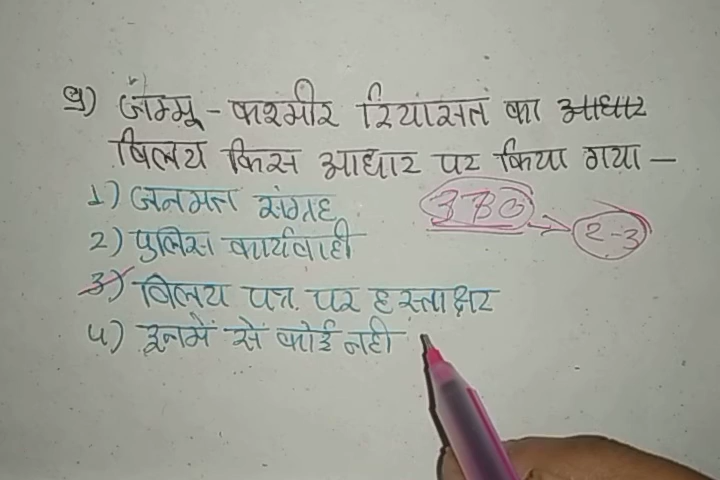 प्र) जम्मू - कश्मीर रियासत का आधार
विलय किस आधार पर किया गया —
1) जनमत संग्रह
2) पुलिस कार्यवाही
3) विलय पत्र पर हस्ताक्षर
4) इनमें से कोई नहीं
370 → 2-3